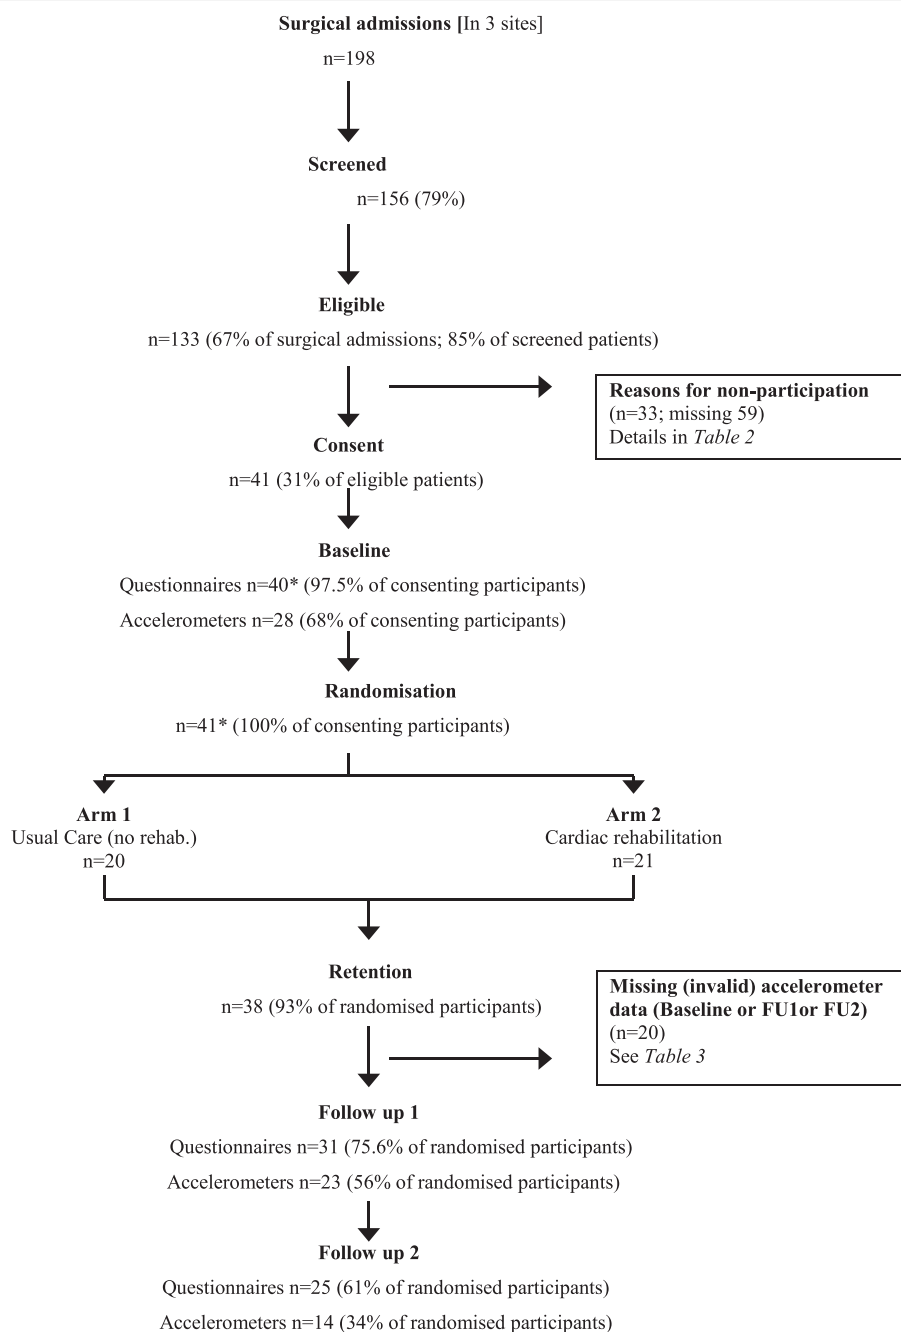 Surgical admissions [In 3 sites]
n=198
Screened
n=156 (79%)
Eligible
n=133 (67% of surgical admissions; 85% of screened patients)
Reasons for non-participation
(n=33; missing 59)
Details in Table 2
Consent
n=41 (31% of eligible patients)
Baseline
Questionnaires n=40* (97.5% of consenting participants)
Accelerometers n=28 (68% of consenting participants)
Randomisation
n=41* (100% of consenting participants)
Arm 1
Usual Care (no rehab.)
n=20
Arm 2
Cardiac rehabilitation
n=21
Retention
n=38 (93% of randomised participants)
Missing (invalid) accelerometer
data (Baseline or FU1or FU2)
(n=20)
See Table 3
Follow up 1
Questionnaires n=31 (75.6% of randomised participants)
Accelerometers n=23 (56% of randomised participants)
Follow up 2
Questionnaires n=25 (61% of randomised participants)
Accelerometers n=14 (34% of randomised participants)